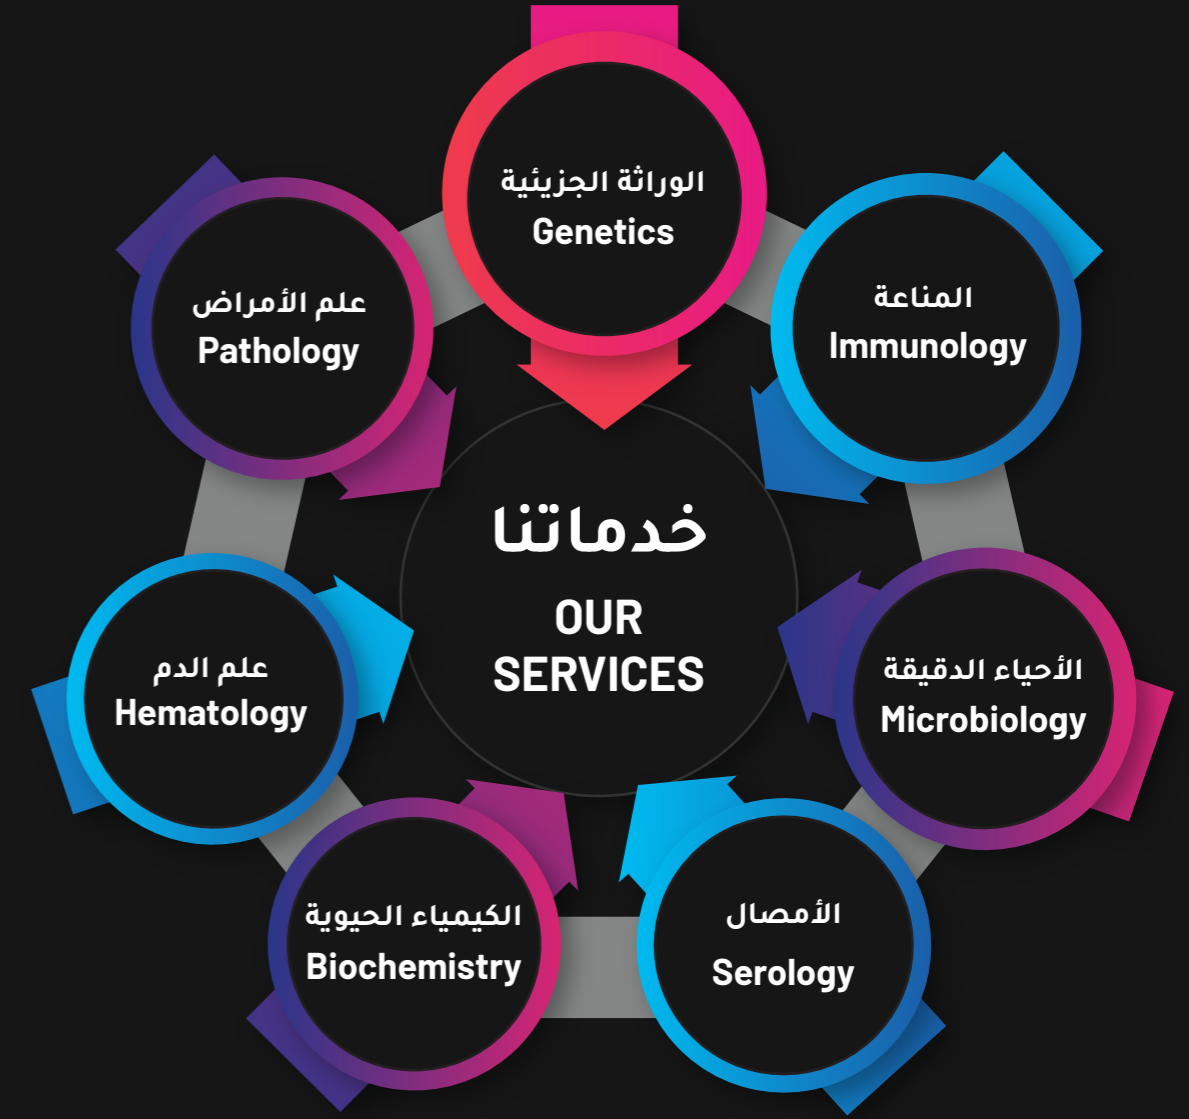 الوراثة الجزيئية
Genetics
علم الأمراض
Pathology
المناعة
Immunology
خدماتنا
OUR
SERVICES
علم الدم
Hematology
الأحياء الدقيقة
Microbiology
الكيمياء الحيوية
Biochemistry
الأمصال
Serology